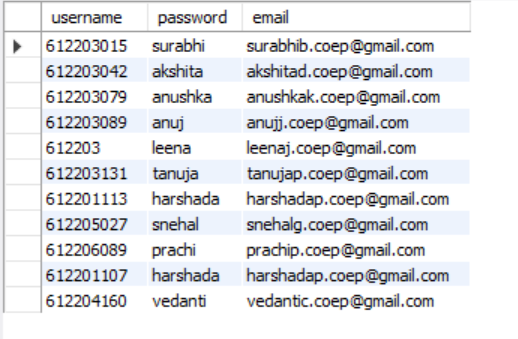 username password email
612203015 surabhi surabhib.coep@gmail.com
612203042 akshita akshitad.coep@gmail.com
612203079 anushka anushkak.coep@gmail.com
612203089 anuj anujj.coep@gmail.com
612203 leena leenaj.coep@gmail.com
612203131 tanuja tanujap.coep@gmail.com
612201113 harshada harshadap.coep@gmail.com
612205027 snehal snehalg.coep@gmail.com
612206089 prachi prachip.coep@gmail.com
612201107 harshada harshadap.coep@gmail.com
612204160 vedanti vedantic.coep@gmail.com